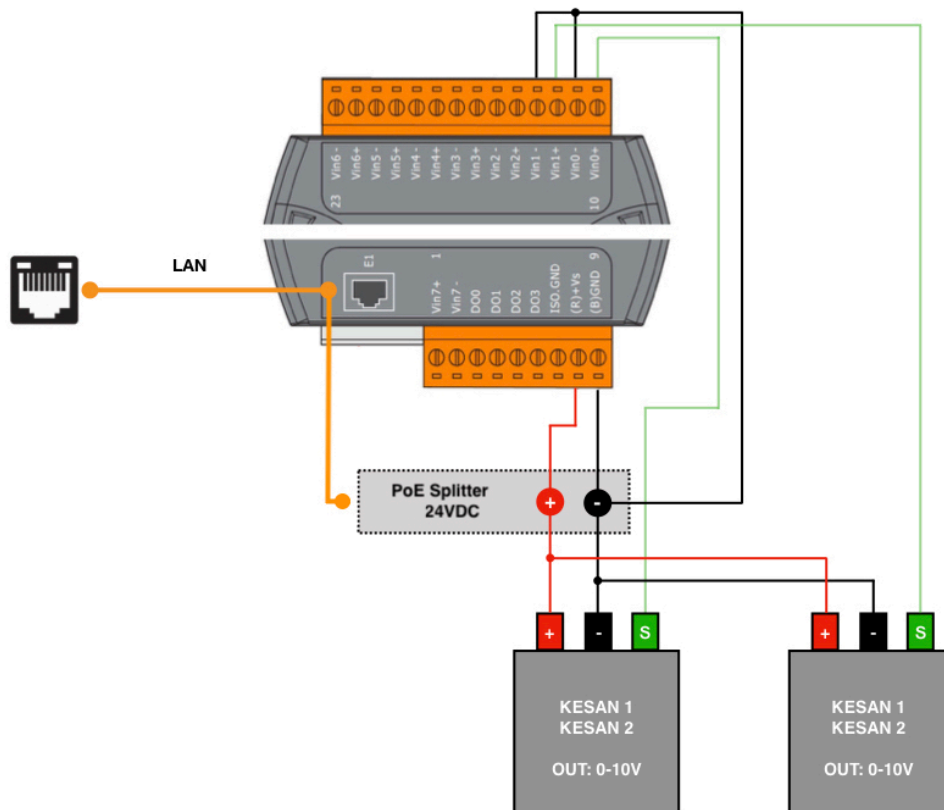 Vin6 -
Vin6+
Vin5 -
Vin5+
Vin4 -
Vin4+
Vin3 -
Vin3+
Vin2 -
Vin2+
Vin1 -
Vin1+
Vin0 -
Vin0+
23
10
LAN
E1
1
9
Vin7+
Vin7 -
DO0
DO1
DO2
DO3
ISO.GND
(R)+Vs
(B)GND
PoE Splitter
24VDC
+
-
+
-
S
+
-
S
KESAN 1
KESAN 2
OUT: 0-10V
KESAN 1
KESAN 2
OUT: 0-10V